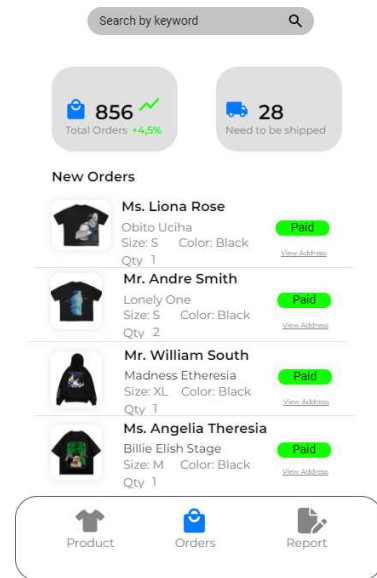 Search by keyword
856
Total Orders +4,5%
28
Need to be shipped
New Orders
Ms. Liona Rose
Obito Uciha
Paid
Size: S Color: Black
View Address
Qty 1
Mr. Andre Smith
Lonely One
Paid
Size: S Color: Black
View Address
Qty 2
Mr. William South
Madness Etheresia
Paid
Size: XL Color: Black
View Address
Qty 1
Ms. Angelia Theresia
Billie Elish Stage
Paid
Size: M Color: Black
View Address
Qty 1
Product
Orders
Report